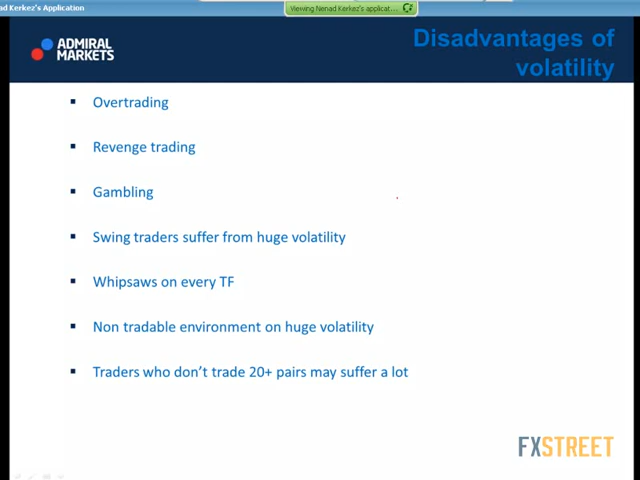 ad Kerkez's Application
Viewing Nenad Kerkez's applicat...
ADMIRAL
MARKETS
Disadvantages of
volatility
Overtrading
Revenge trading
Gambling
Swing traders suffer from huge volatility
Whipsaws on every TF
Non tradable environment on huge volatility
Traders who don't trade 20+ pairs may suffer a lot
FXSTREET